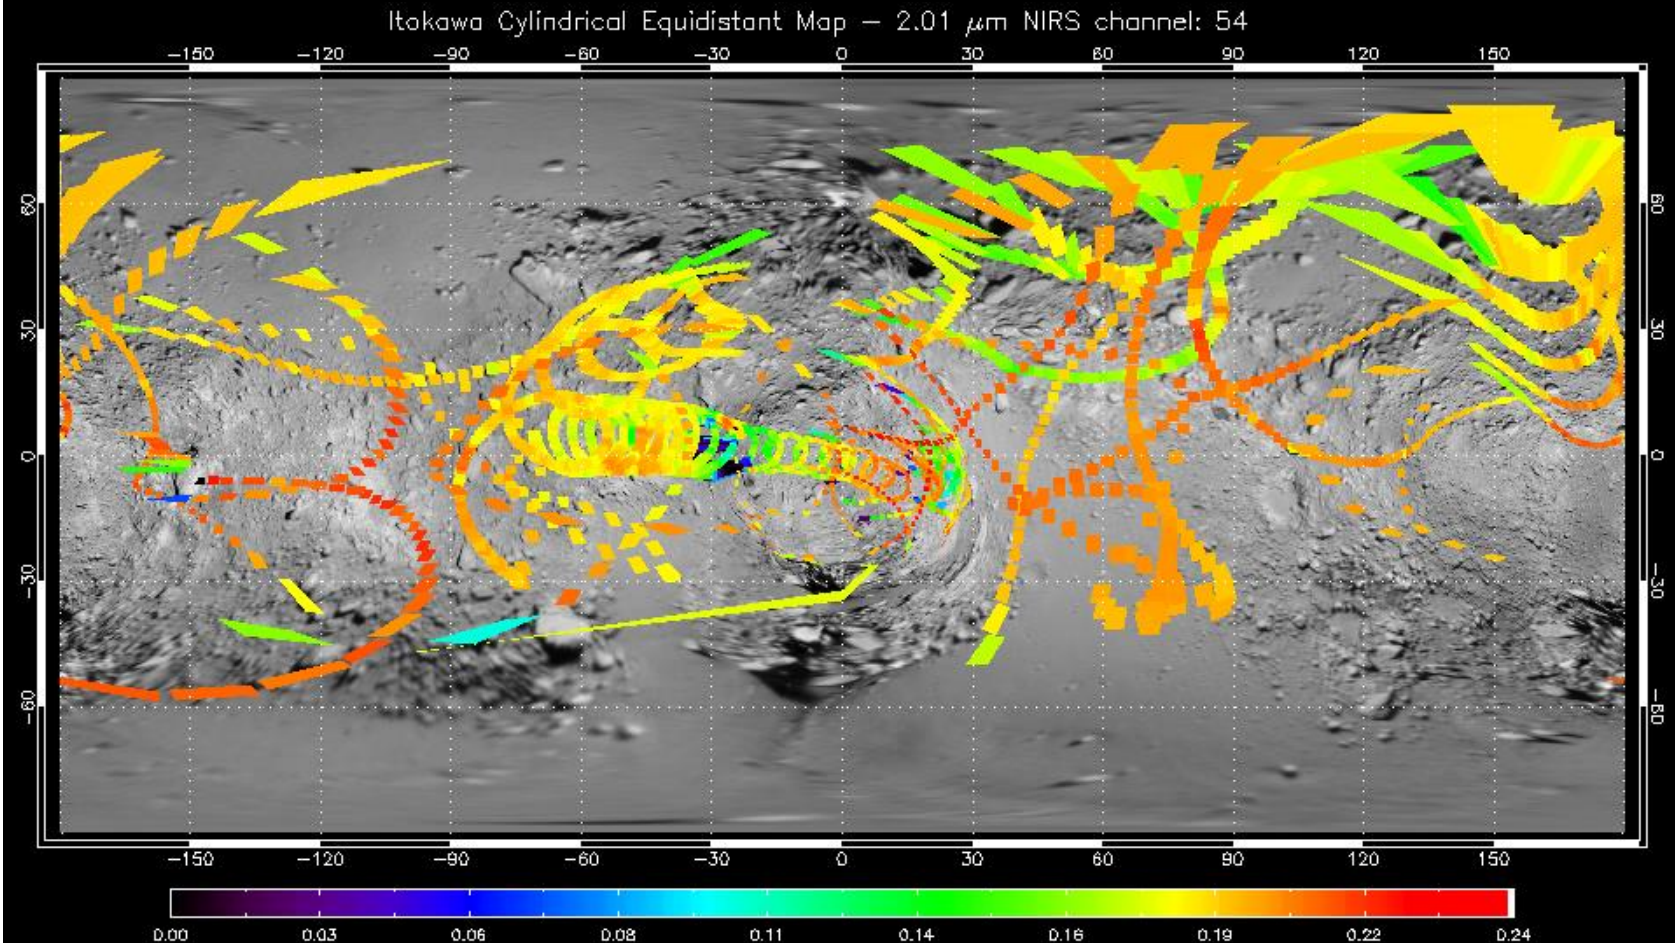 Itokawa Cylindrical Equidistant Map − 2.01 μm NIRS channel: 54
−150 −120 −90 −60 −30 0 30 60 90 120 150
60 60
30 30
0 0
−30 −30
−60 −60
−150 −120 −90 −60 −30 0 30 60 90 120 150
0.00 0.03 0.06 0.08 0.11 0.14 0.16 0.19 0.22 0.24